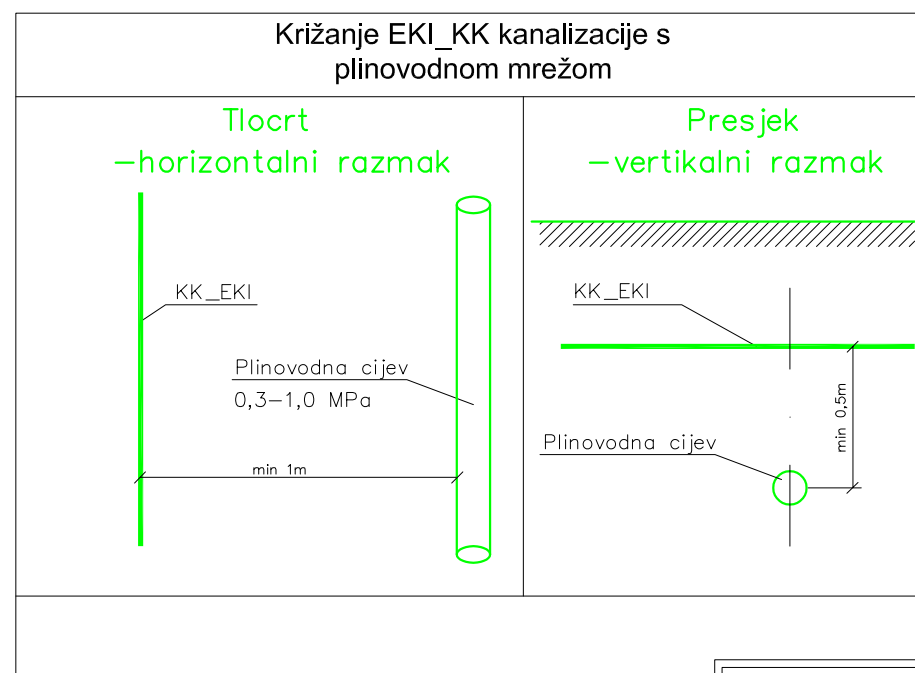 Križanje EKI_KK kanalizacije s
plinovodnom mrežom
Tlocrt
-horizontalni razmak
KK_EKI
Plinovodna cijev
0,3-1,0 MPa
min 1m
Presjek
-vertikalni razmak
KK_EKI
min 0,5m
Plinovodna cijev